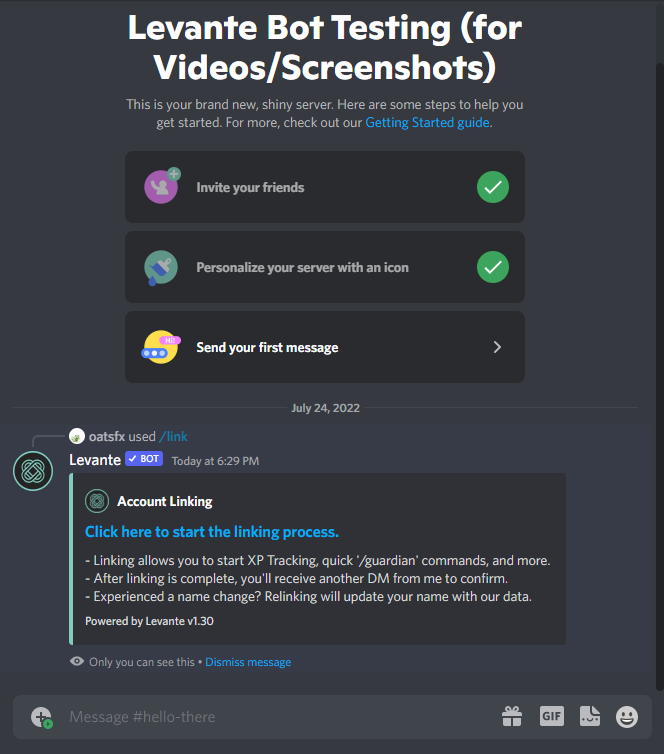 Levante Bot Testing (for
Videos/Screenshots)
This is your brand new, shiny server. Here are some steps to help you
get started. For more, check out our Getting Started guide.
Invite your friends
Personalize your server with an icon
Hi!
Send your first message
July 24, 2022
oatsfx used /link
Levante BOT Today at 6:29 PM
Account Linking
Click here to start the linking process.
- Linking allows you to start XP Tracking, quick '/guardian' commands, and more.
- After linking is complete, you'll receive another DM from me to confirm.
- Experienced a name change? Relinking will update your name with our data.
Powered by Levante v1.30
Only you can see this • Dismiss message
Message #hello-there
GIF